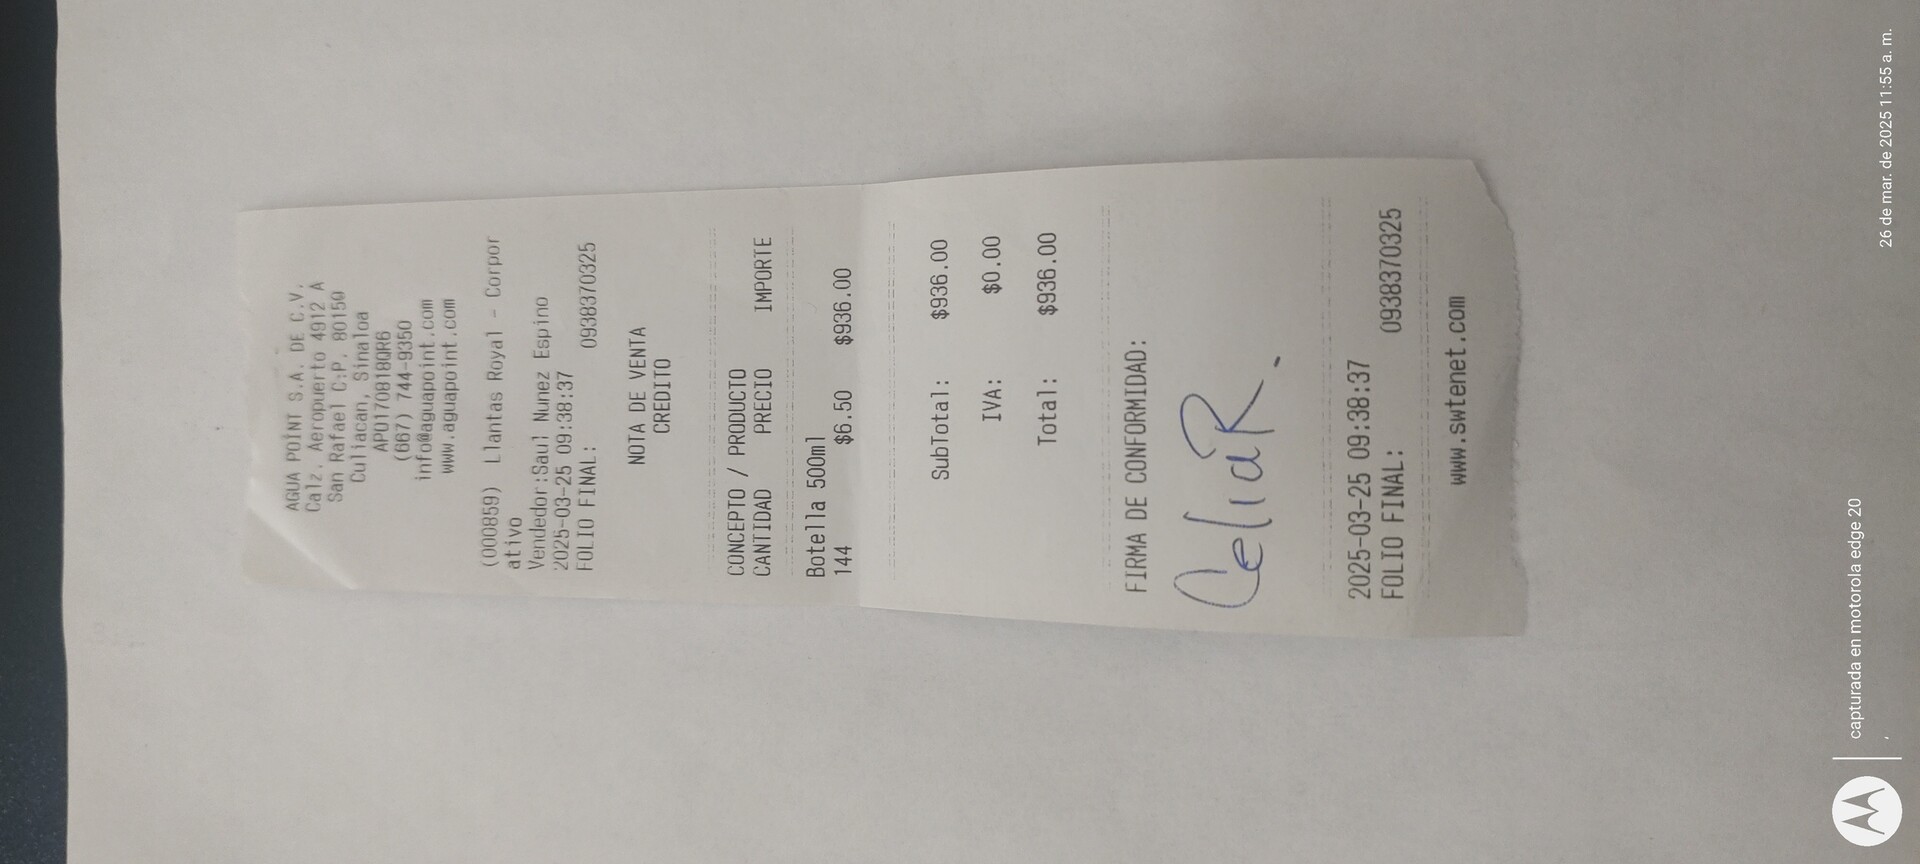 AGUA POINT S.A. DE C.V.
Calz. Aeropuerto 4912 A
San Rafael C:P. 80150
Culiacan, Sinaloa
APO170818QR6
(667) 744-9350
info@aguapoint.com
www.aguapoint.com
(000859) Llantas Royal - Corpor
ativo
Vendedor:Saul Nunez Espino
2025-03-25 09:38:37
FOLIO FINAL: 0938370325
NOTA DE VENTA
CREDITO
CONCEPTO / PRODUCTO
CANTIDAD PRECIO IMPORTE
Botella 500ml
144 $6.50 $936.00
SubTotal: $936.00
IVA: $0.00
Total: $936.00
FIRMA DE CONFORMIDAD:
Celia R.
2025-03-25 09:38:37
FOLIO FINAL: 0938370325
www.swtenet.com
capturada en motorola edge 20
,
26 de mar. de 2025 11:55 a. m.